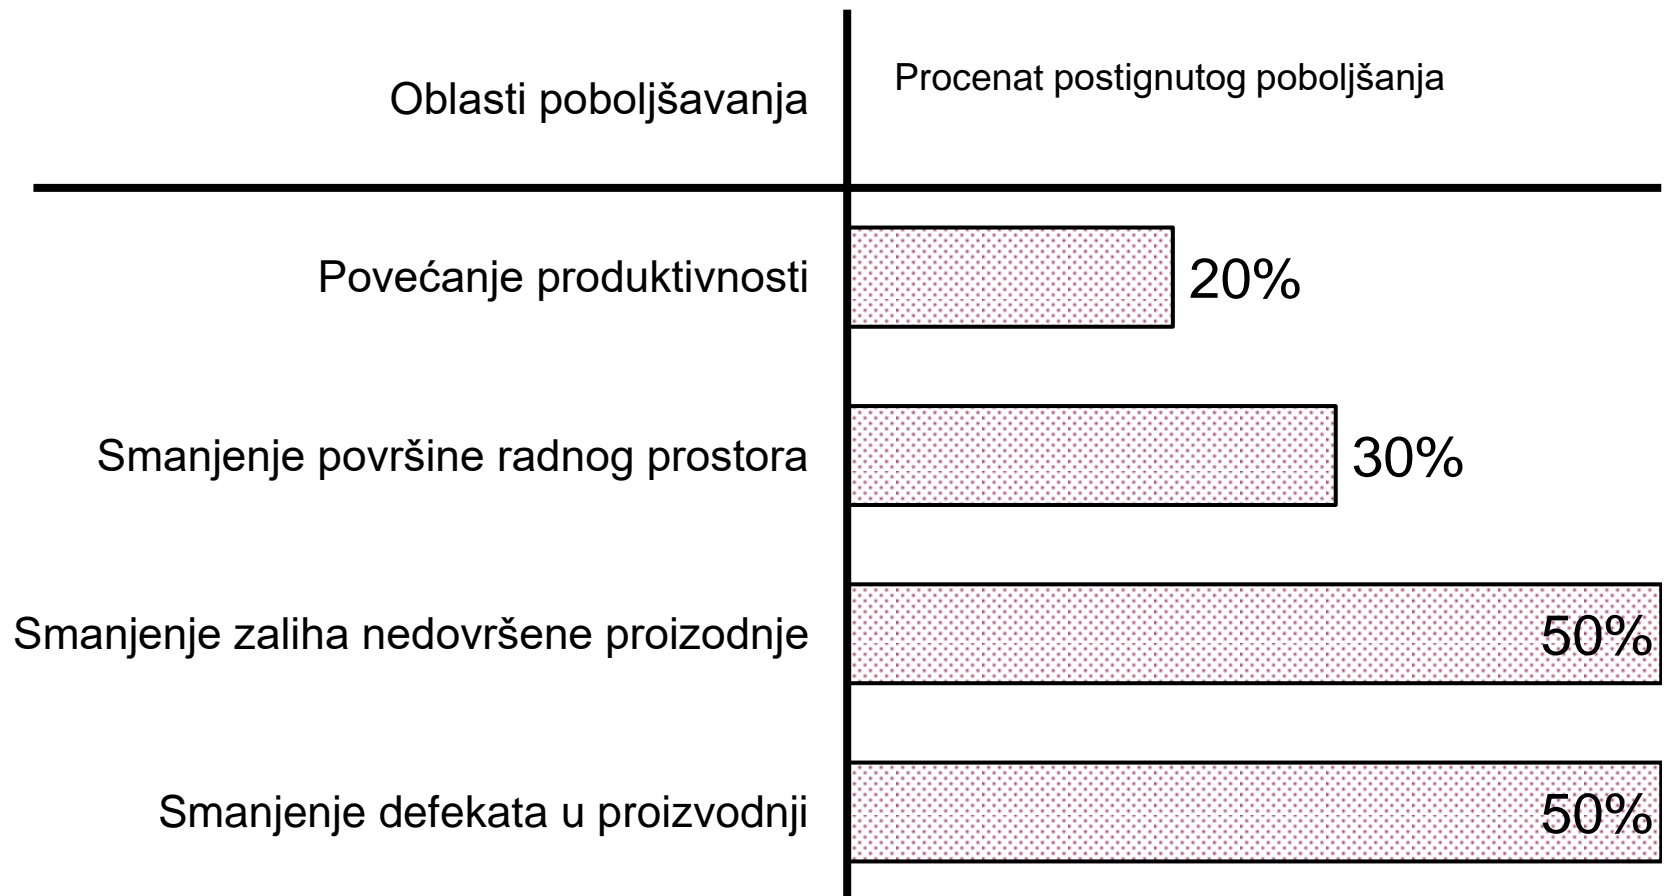 Oblasti poboljšavanja
Procenat postignutog poboljšanja
Povećanje produktivnosti
20%
Smanjenje površine radnog prostora
30%
Smanjenje zaliha nedovršene proizodnje
50%
Smanjenje defekata u proizvodnji
50%